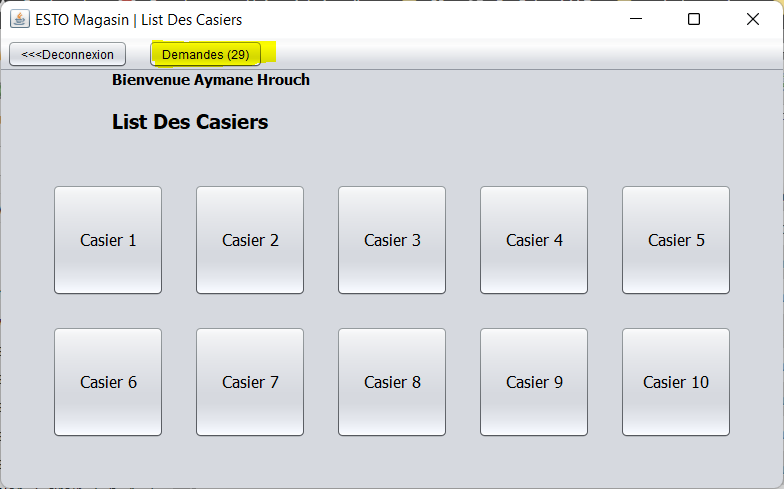 ESTO Magasin | List Des Casiers
<<<Deconnexion Demandes (29)
Bienvenue Aymane Hrouch
List Des Casiers
Casier 1 Casier 2 Casier 3 Casier 4 Casier 5
Casier 6 Casier 7 Casier 8 Casier 9 Casier 10